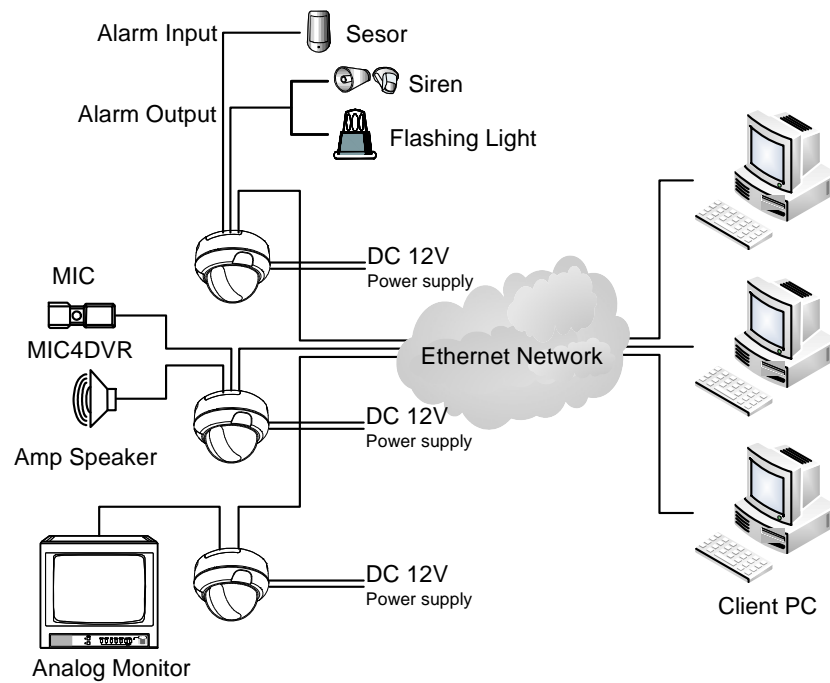 Alarm Input
Sesor
Siren
Alarm Output
Flashing Light
DC 12V
Power supply
MIC
MIC4DVR
Ethernet Network
DC 12V
Power supply
Amp Speaker
DC 12V
Power supply
Client PC
Analog Monitor